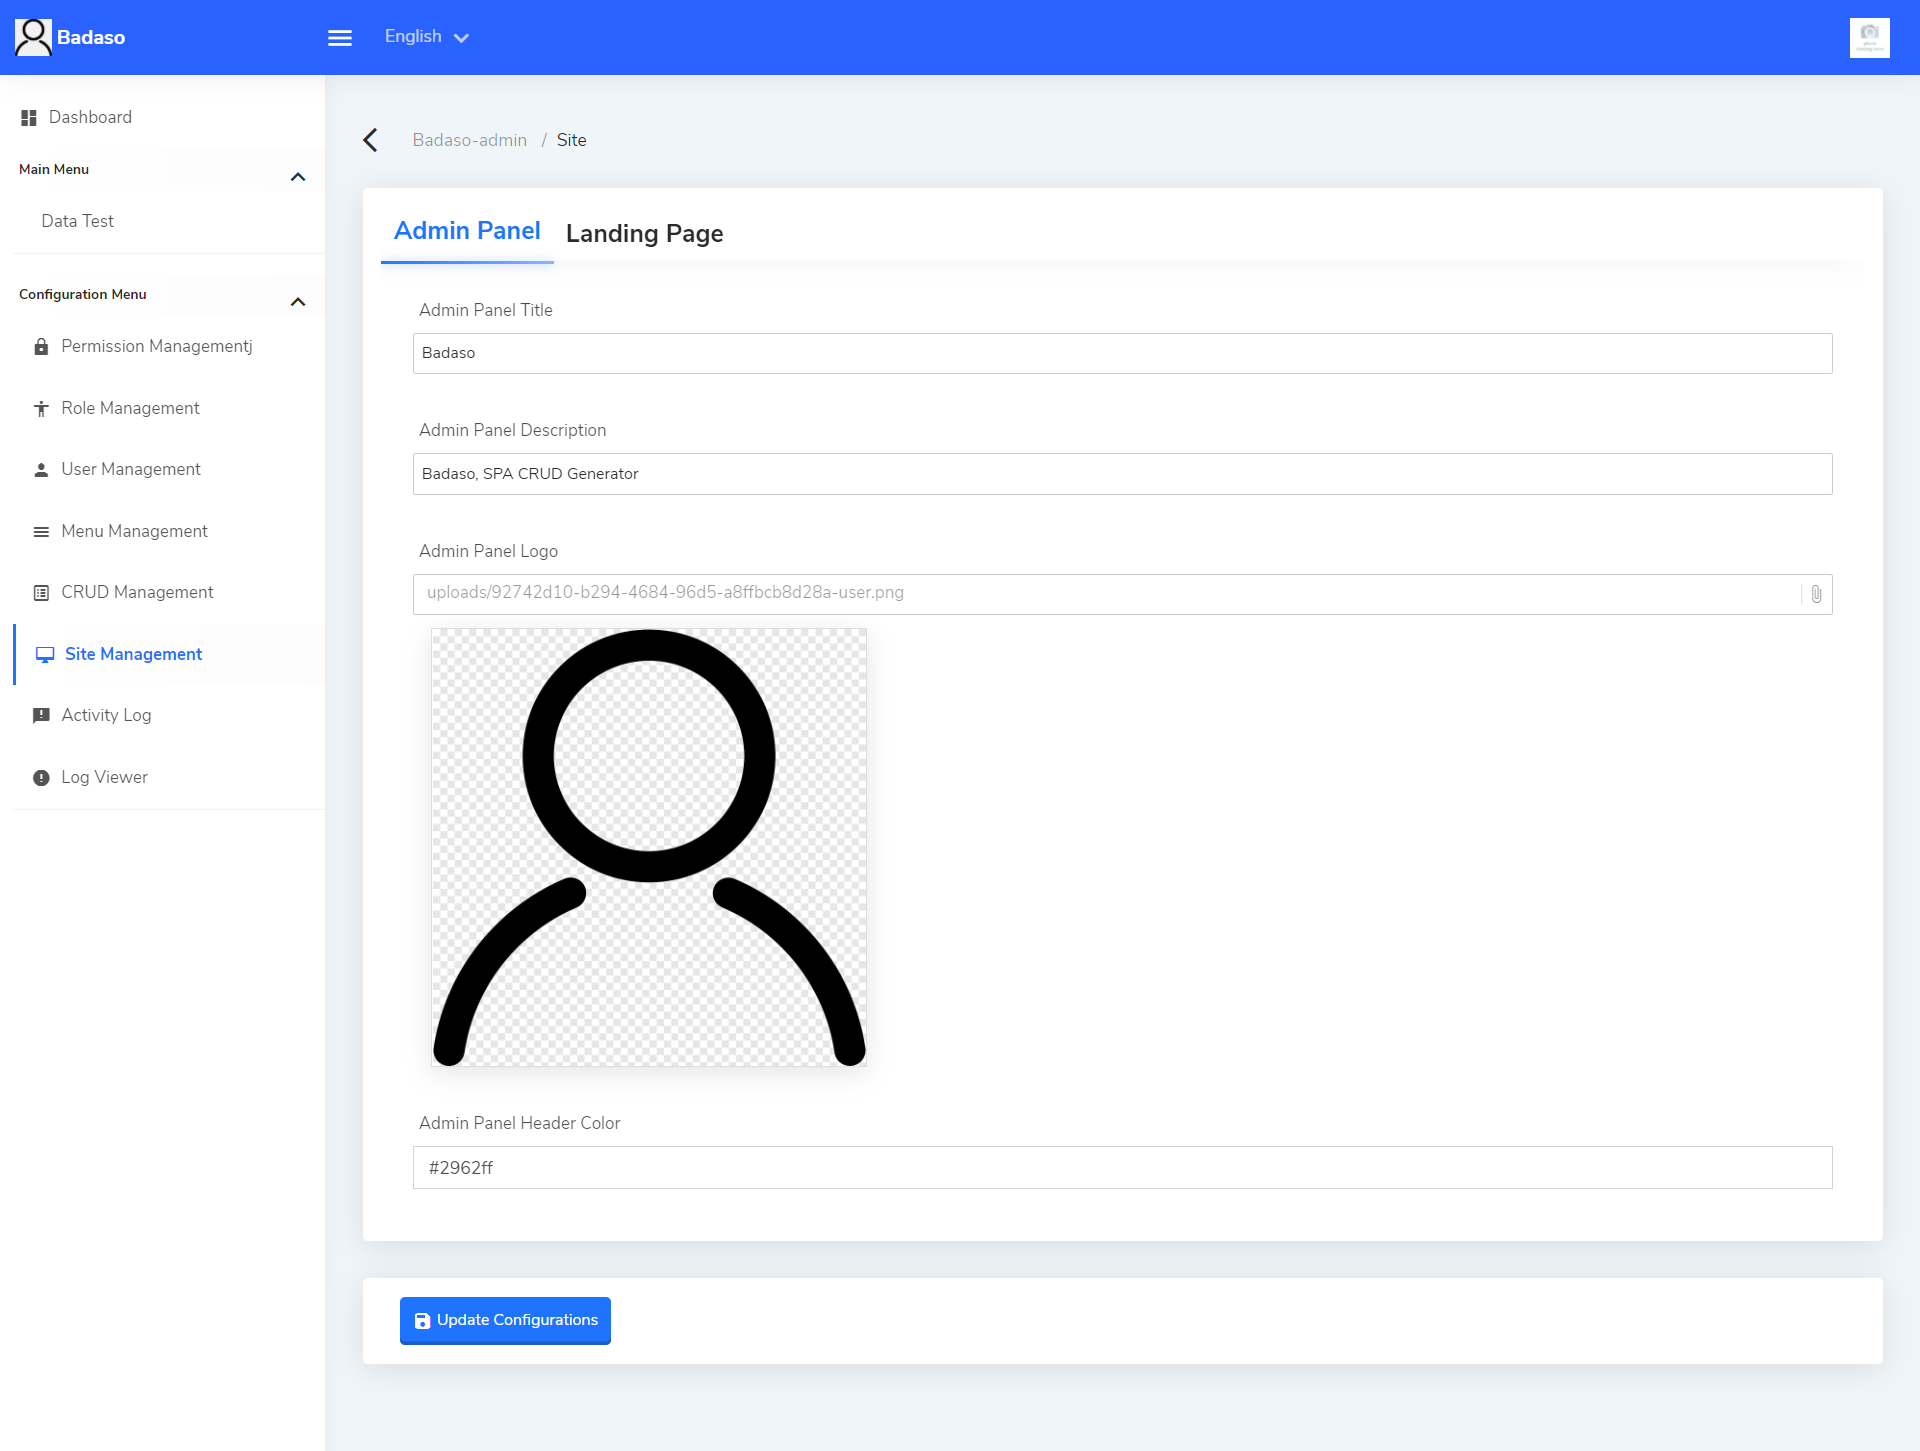 Badaso
English
Dashboard
Main Menu
Data Test
Configuration Menu
Permission Managementj
Role Management
User Management
Menu Management
CRUD Management
Site Management
Activity Log
Log Viewer
Badaso-admin / Site
Admin Panel
Landing Page
Admin Panel Title
Badaso
Admin Panel Description
Badaso, SPA CRUD Generator
Admin Panel Logo
uploads/92742d10-b294-4684-96d5-a8ffbcb8d28a-user.png
Admin Panel Header Color
#2962ff
Update Configurations